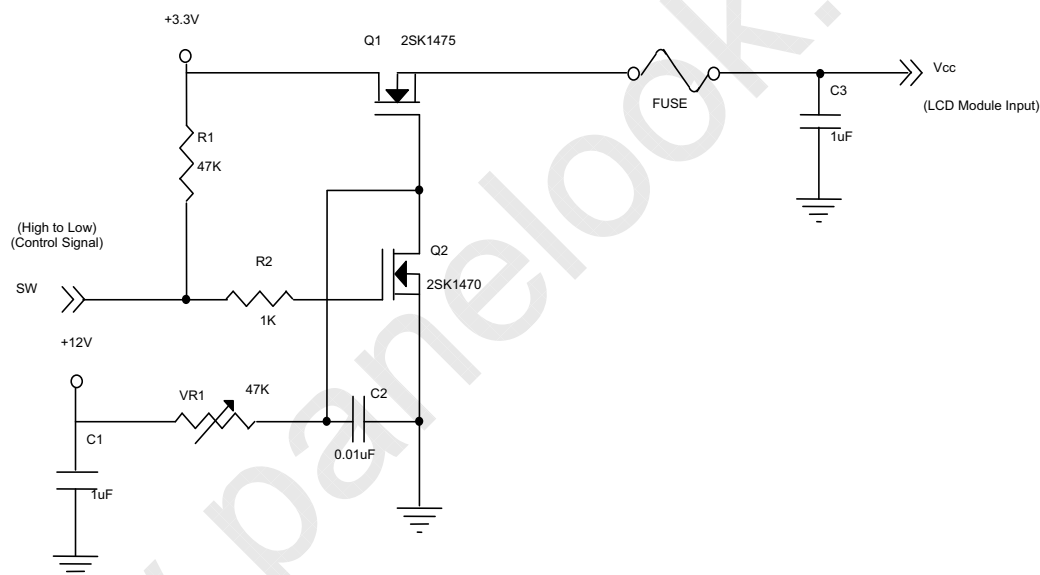 +3.3V
Q1 2SK1475
Vcc
FUSE
C3
(LCD Module Input)
R1
1uF
47K
(High to Low)
(Control Signal)
Q2
R2
2SK1470
SW
1K
+12V
VR1
47K
C2
C1
0.01uF
1uF
panelook.